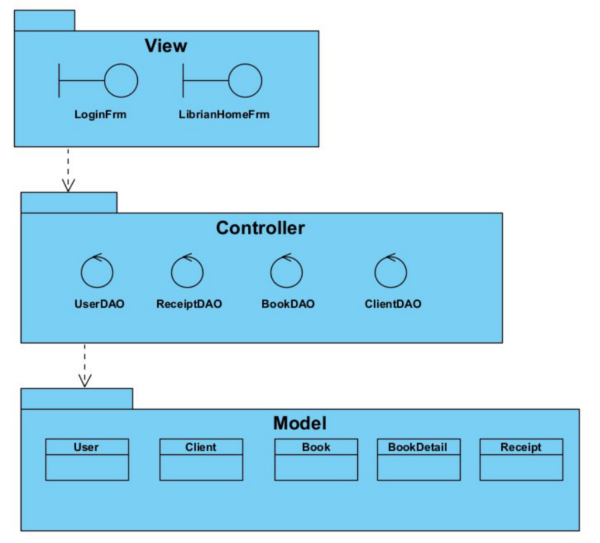 View
LoginFrm LibrianHomeFrm
Controller
UserDAO ReceiptDAO BookDAO ClientDAO
Model
User Client Book BookDetail Receipt